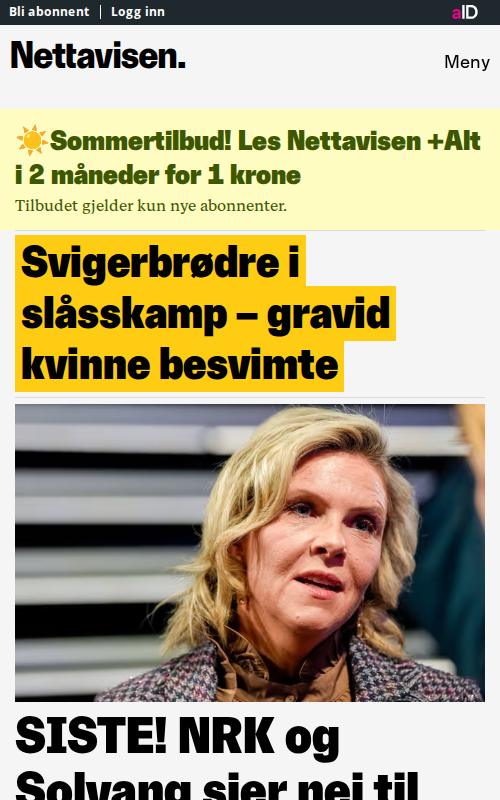 Bli abonnent | Logg inn
aID
Nettavisen.
Meny
☀️Sommertilbud! Les Nettavisen +Alt
i 2 måneder for 1 krone
Tilbudet gjelder kun nye abonnenter.
Svigerbrødre i
slåsskamp – gravid
kvinne besvimte
SISTE! NRK og
Solvang sier nei til